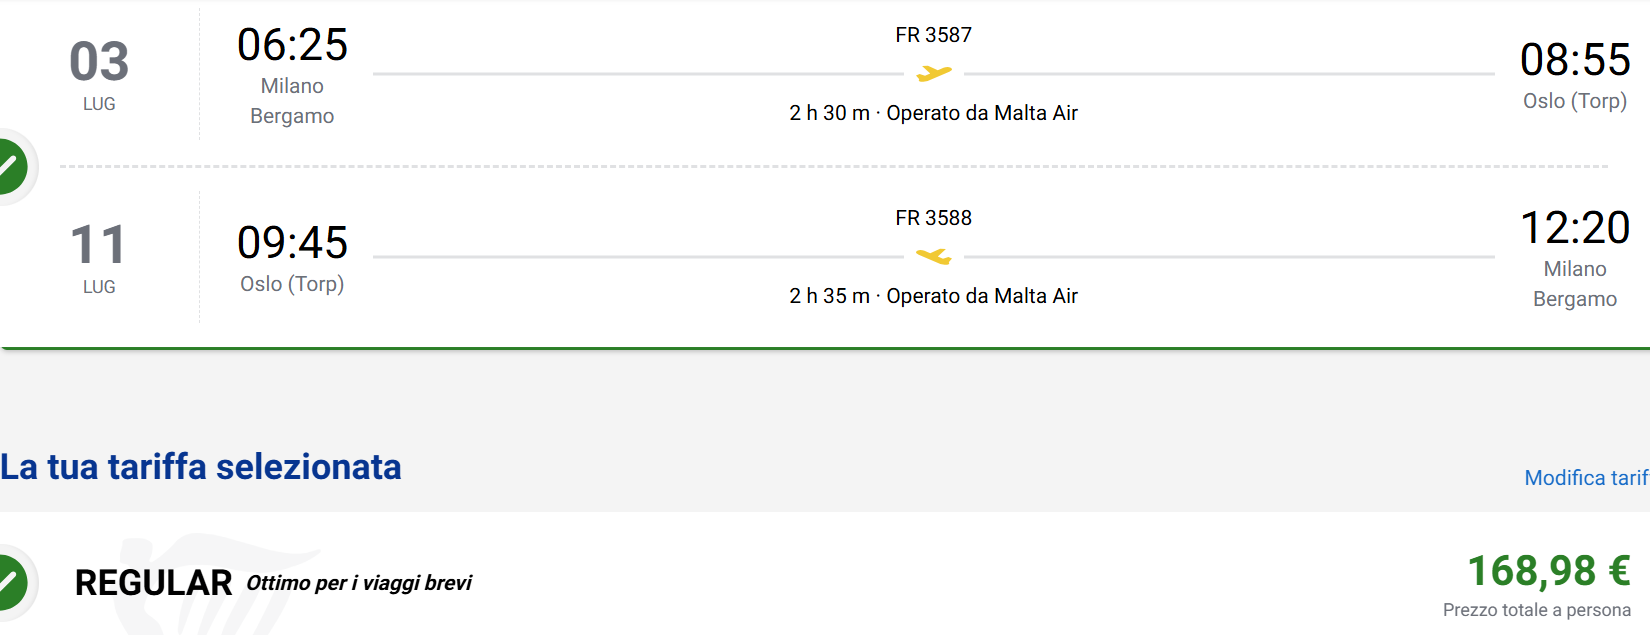 03
LUG
06:25
Milano
Bergamo
FR 3587
2 h 30 m · Operato da Malta Air
08:55
Oslo (Torp)
11
LUG
09:45
Oslo (Torp)
FR 3588
2 h 35 m · Operato da Malta Air
12:20
Milano
Bergamo
La tua tariffa selezionata
Modifica tarif
REGULAR Ottimo per i viaggi brevi
168,98 €
Prezzo totale a persona